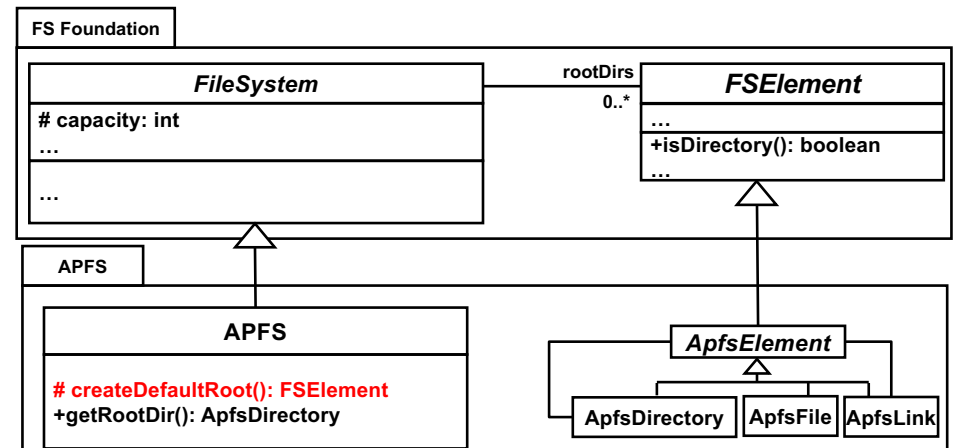 FS Foundation
FileSystem
# capacity: int
…
…
rootDirs
0..*
FSElement
…
+isDirectory(): boolean
…
APFS
APFS
# createDefaultRoot(): FSElement
+getRootDir(): ApfsDirectory
ApfsElement
ApfsDirectory
ApfsFile
ApfsLink